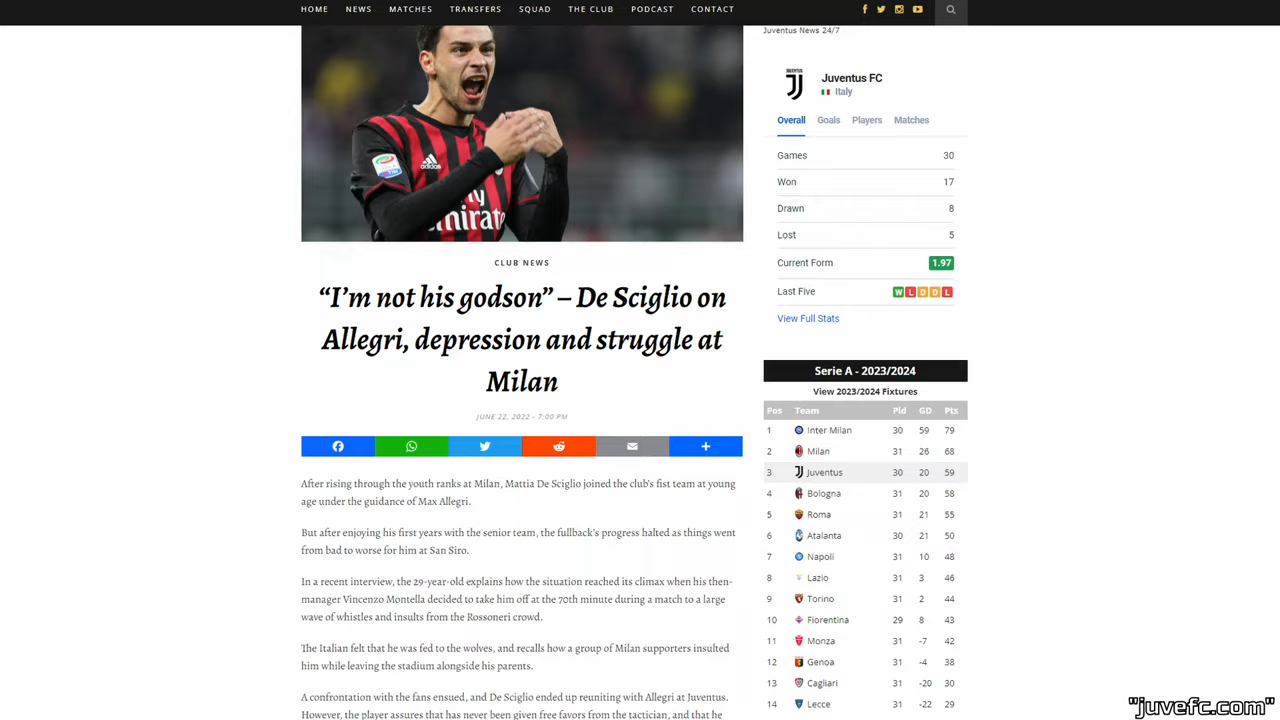 HOME NEWS MATCHES TRANSFERS SQUAD THE CLUB PODCAST CONTACT
CLUB NEWS
“I’m not his godson” – De Sciglio on
Allegri, depression and struggle at
Milan
JUNE 22, 2022 - 7:00 PM
After rising through the youth ranks at Milan, Mattia De Sciglio joined the club’s fist team at young
age under the guidance of Max Allegri.
But after enjoying his first years with the senior team, the fullback’s progress halted as things went
from bad to worse for him at San Siro.
In a recent interview, the 29-year-old explains how the situation reached its climax when his then-
manager Vincenzo Montella decided to take him off at the 70th minute during a match to a large
wave of whistles and insults from the Rossoneri crowd.
The Italian felt that he was fed to the wolves, and recalls how a group of Milan supporters insulted
him while leaving the stadium alongside his parents.
A confrontation with the fans ensued, and De Sciglio ended up reuniting with Allegri at Juventus.
However, the player assures that has never been given free favors from the tactician, and that he
adidas
Juventus News 24/7
JUVENTUS
Juventus FC
Italy
Overall Goals Players Matches
Games 30
Won 17
Drawn 8
Lost 5
Current Form 1.97
Last Five W L D D L
View Full Stats
Serie A - 2023/2024
View 2023/2024 Fixtures
Pos Team Pld GD Pts
1 Inter Milan 30 59 79
2 Milan 31 26 68
3 Juventus 30 20 59
4 Bologna 31 20 58
5 Roma 31 21 55
6 Atalanta 30 21 50
7 Napoli 31 10 48
8 Lazio 31 3 46
9 Torino 31 2 44
10 Fiorentina 29 8 43
11 Monza 31 -7 42
12 Genoa 31 -4 38
13 Cagliari 31 -20 30
14 Lecce 31 -22 29
"juvefc.com"